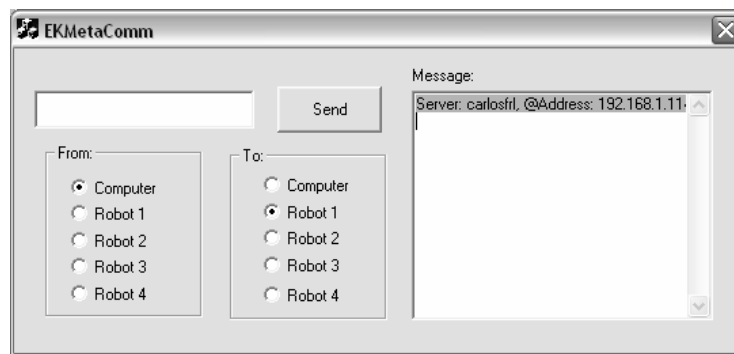 EKMetaComm
Message:
Send
Server: carlosfrl, @Address: 192.168.1.11
From:
Computer
Robot 1
Robot 2
Robot 3
Robot 4
To:
Computer
Robot 1
Robot 2
Robot 3
Robot 4